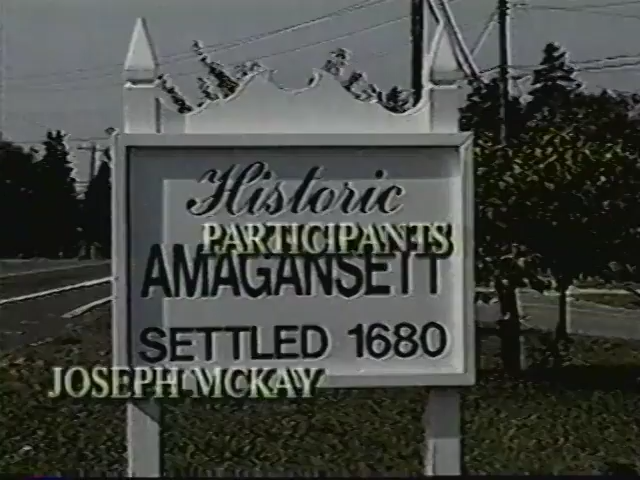 Historic
PARTICIPANTS
AMAGANSETT
SETTLED 1680
JOSEPH MCKAY